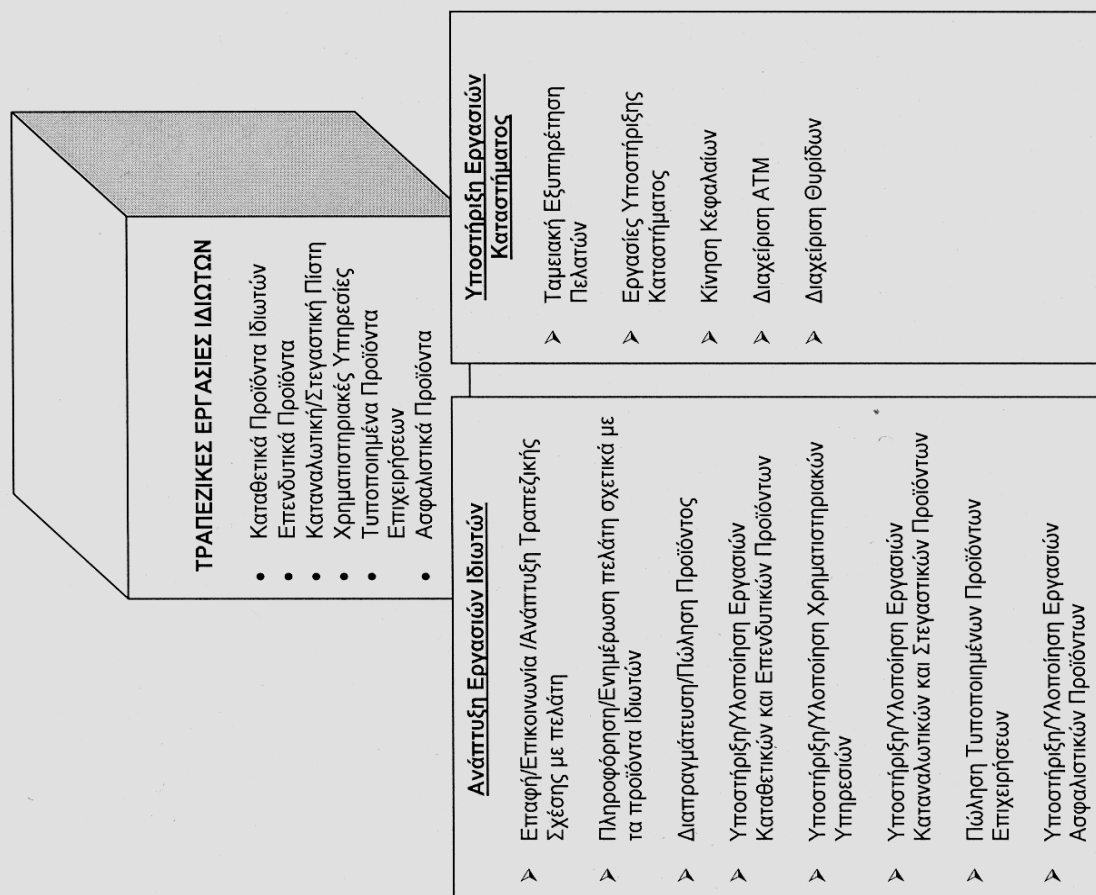 ΤΡΑΠΕΖΙΚΕΣ ΕΡΓΑΣΙΕΣ ΙΔΙΩΤΩΝ
• Καταθετικά Προϊόντα Ιδιωτών
• Επενδυτικά Προϊόντα
• Καταναλωτική/Στεγαστική Πίστη
• Χρηματιστηριακές Υπηρεσίες
• Τυποποιημένα Προϊόντα
Επιχειρήσεων
• Ασφαλιστικά Προϊόντα
Ανάπτυξη Εργασιών Ιδιωτών
➢ Επαφή/Επικοινωνία /Ανάπτυξη Τραπεζικής
Σχέσης με πελάτη
➢ Πληροφόρηση/Ενημέρωση πελάτη σχετικά με
τα προϊόντα Ιδιωτών
➢ Διαπραγμάτευση/Πώληση Προϊόντος
➢ Υποστήριξη/Υλοποίηση Εργασιών
Καταθετικών και Επενδυτικών Προϊόντων
➢ Υποστήριξη/Υλοποίηση Χρηματιστηριακών
Υπηρεσιών
➢ Υποστήριξη/Υλοποίηση Εργασιών
Καταναλωτικών και Στεγαστικών Προϊόντων
➢ Πώληση Τυποποιημένων Προϊόντων
Επιχειρήσεων
➢ Υποστήριξη/Υλοποίηση Εργασιών
Ασφαλιστικών Προϊόντων
Υποστήριξη Εργασιών
Καταστήματος
➢ Ταμειακή Εξυπηρέτηση
Πελατών
➢ Εργασίες Υποστήριξης
Καταστήματος
➢ Κίνηση Κεφαλαίων
➢ Διαχείριση ΑΤΜ
➢ Διαχείριση Θυρίδων